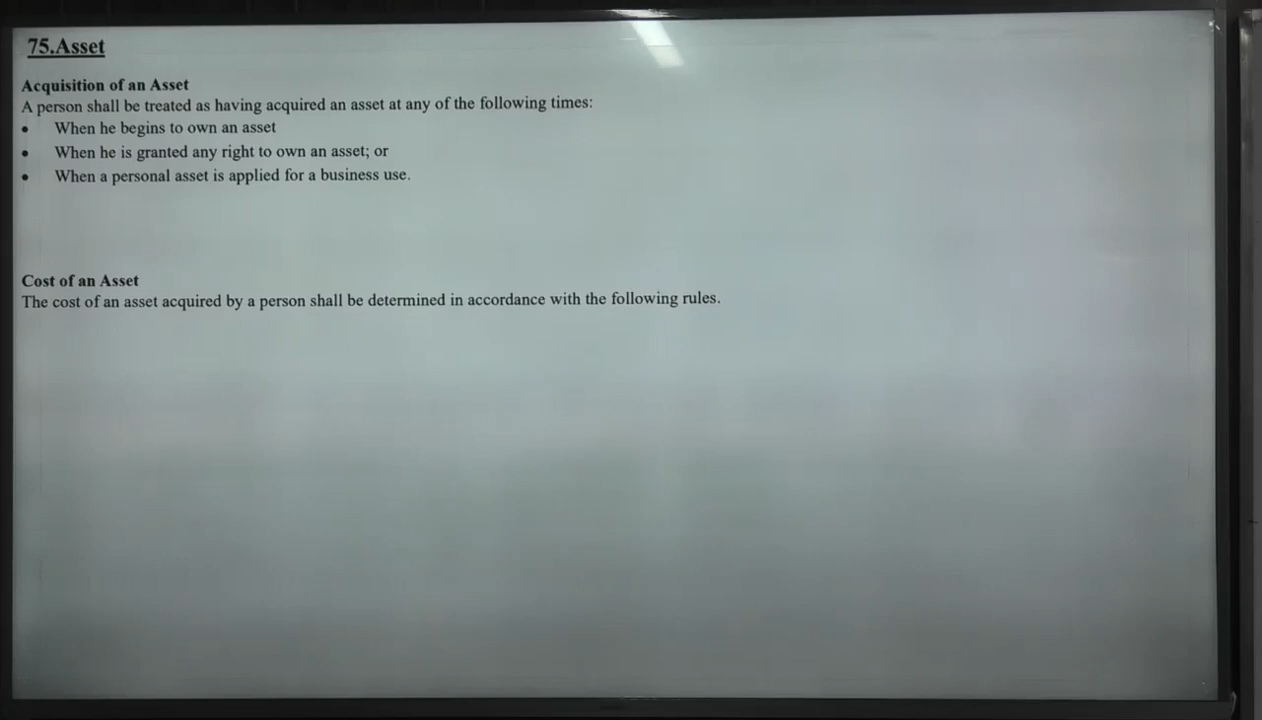 75.Asset
Acquisition of an Asset
A person shall be treated as having acquired an asset at any of the following times:
• When he begins to own an asset
• When he is granted any right to own an asset; or
• When a personal asset is applied for a business use.
Cost of an Asset
The cost of an asset acquired by a person shall be determined in accordance with the following rules.